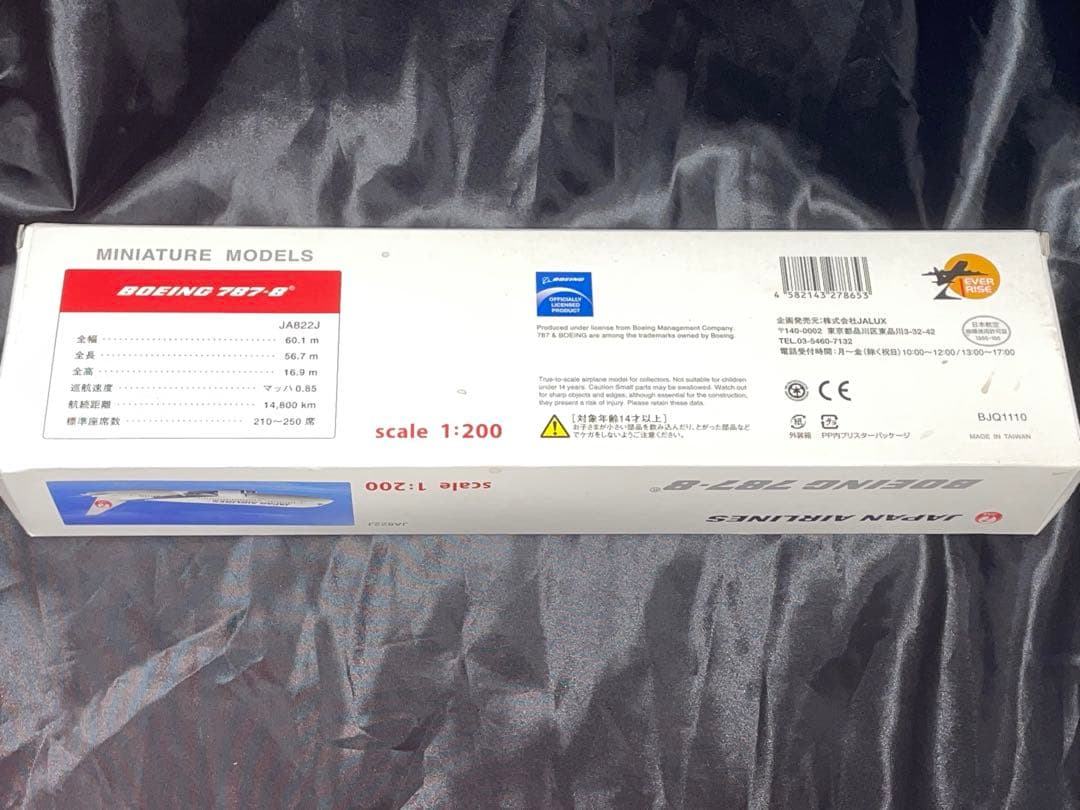 MINIATURE MODELS
BOEING 787-8®
JA822J
全幅 60.1 m
全長 56.7 m
全高 16.9 m
巡航速度 マッハ 0.85
航続距離 14,800 km
標準座席数 210〜250 席
scale 1:200
BOEING
OFFICIALLY
LICENSED
PRODUCT
Produced under license from Boeing Management Company.
787 & BOEING are among the trademarks owned by Boeing.
True-to-scale airplane model for collectors. Not suitable for children
under 14 years. Caution Small parts may be swallowed. Watch out
for sharp objects and edges; although essential for the construction,
they present a risk of injury. Please retain these data.
[対象年齢14才以上]
お子さまが小さい部品を飲み込んだり、とがった部品など
でケガをしないようご注意ください。
4 582143 278653
EVER
RISE
企画発売元:株式会社JALUX
〒140-0002 東京都品川区東品川3-32-42
TEL.03-5460-7132
電話受付時間:月〜金(除く祝日)10:00〜12:00/13:00〜17:00
日本航空
CE
紙
プラ
外装箱
PP内ブリスターパッケージ
BJQ1110
MADE IN TAIWAN
scale 1:200
BOEING 787-8®
JA822J
JAPAN AIRLINES